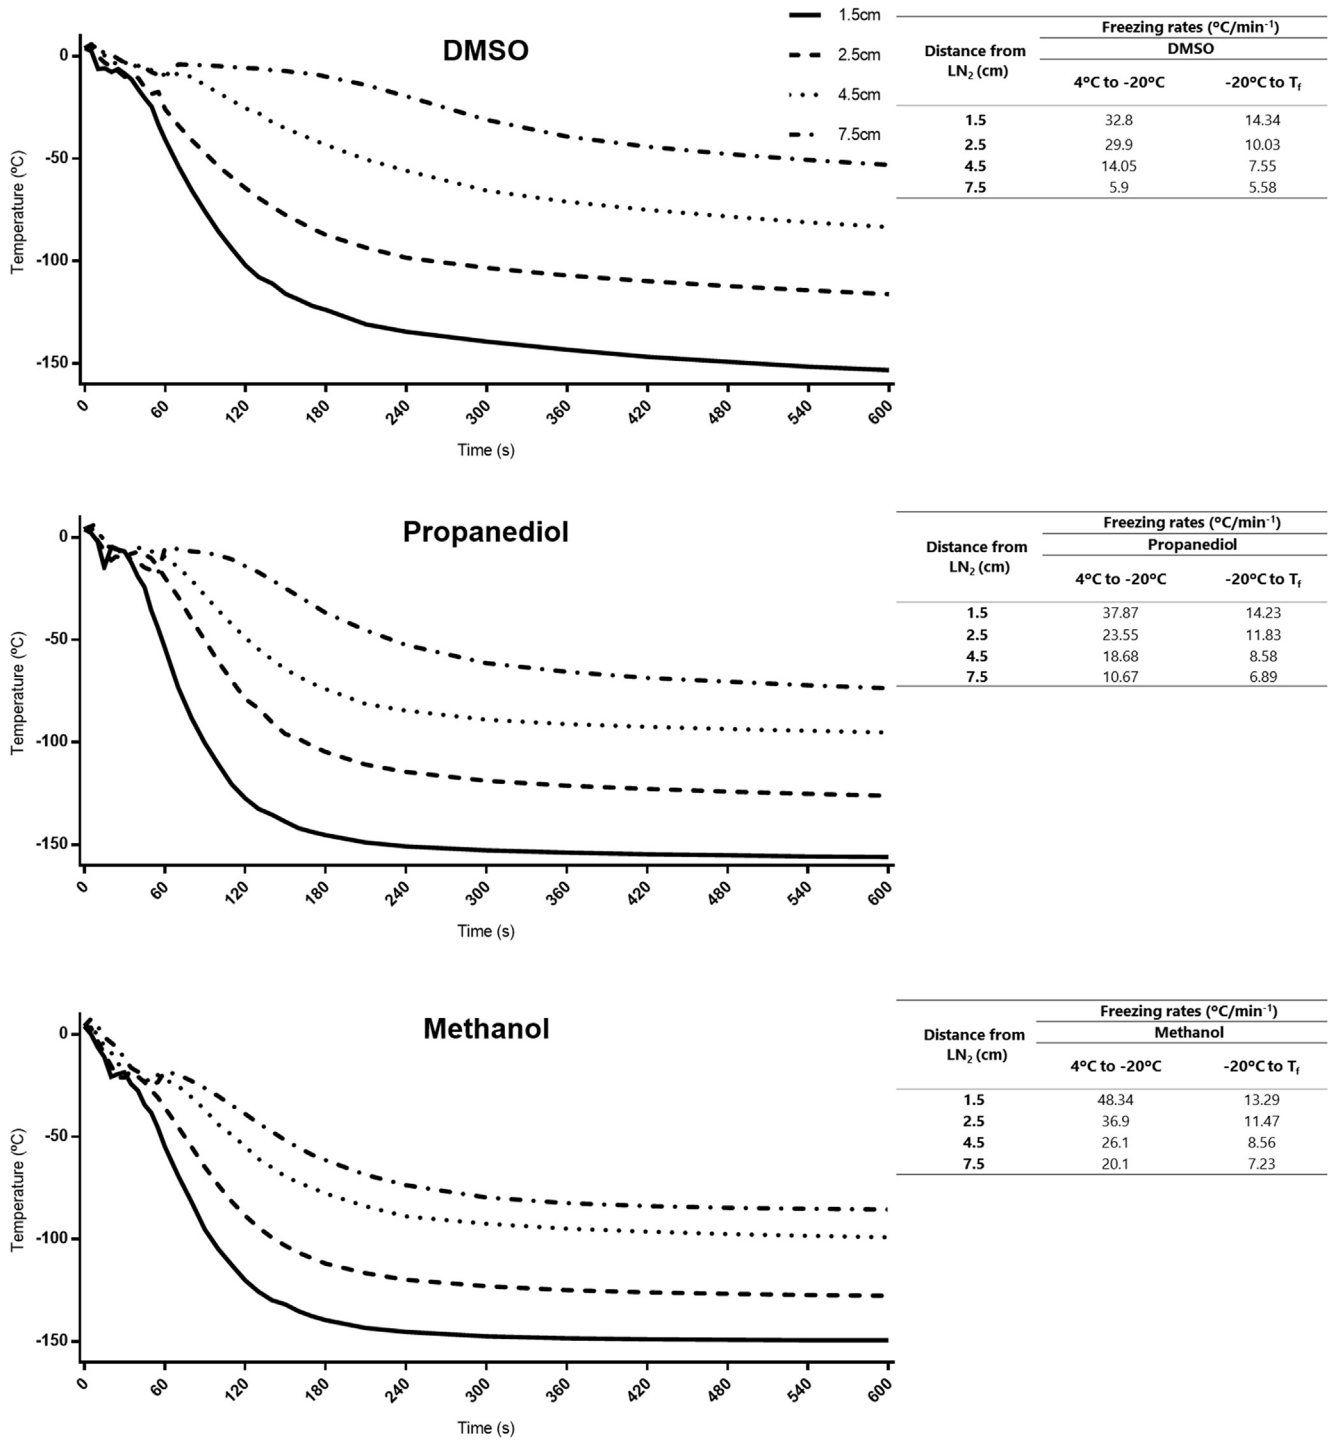 DMSO
1.5cm
2.5cm
4.5cm
7.5cm
0
-50
-100
-150
Temperature (ºC)
0 60 120 180 240 300 360 420 480 540 600
Time (s)
Freezing rates (ºC/min-1)
Distance from LN2 (cm)
DMSO
4ºC to -20ºC -20ºC to Tf
1.5 32.8 14.34
2.5 29.9 10.03
4.5 14.05 7.55
7.5 5.9 5.58
Propanediol
0
-50
-100
-150
Temperature (ºC)
0 60 120 180 240 300 360 420 480 540 600
Time (s)
Freezing rates (ºC/min-1)
Distance from LN2 (cm)
Propanediol
4ºC to -20ºC -20ºC to Tf
1.5 37.87 14.23
2.5 23.55 11.83
4.5 18.68 8.58
7.5 10.67 6.89
Methanol
0
-50
-100
-150
Temperature (ºC)
0 60 120 180 240 300 360 420 480 540 600
Time (s)
Freezing rates (ºC/min-1)
Distance from LN2 (cm)
Methanol
4ºC to -20ºC -20ºC to Tf
1.5 48.34 13.29
2.5 36.9 11.47
4.5 26.1 8.56
7.5 20.1 7.23